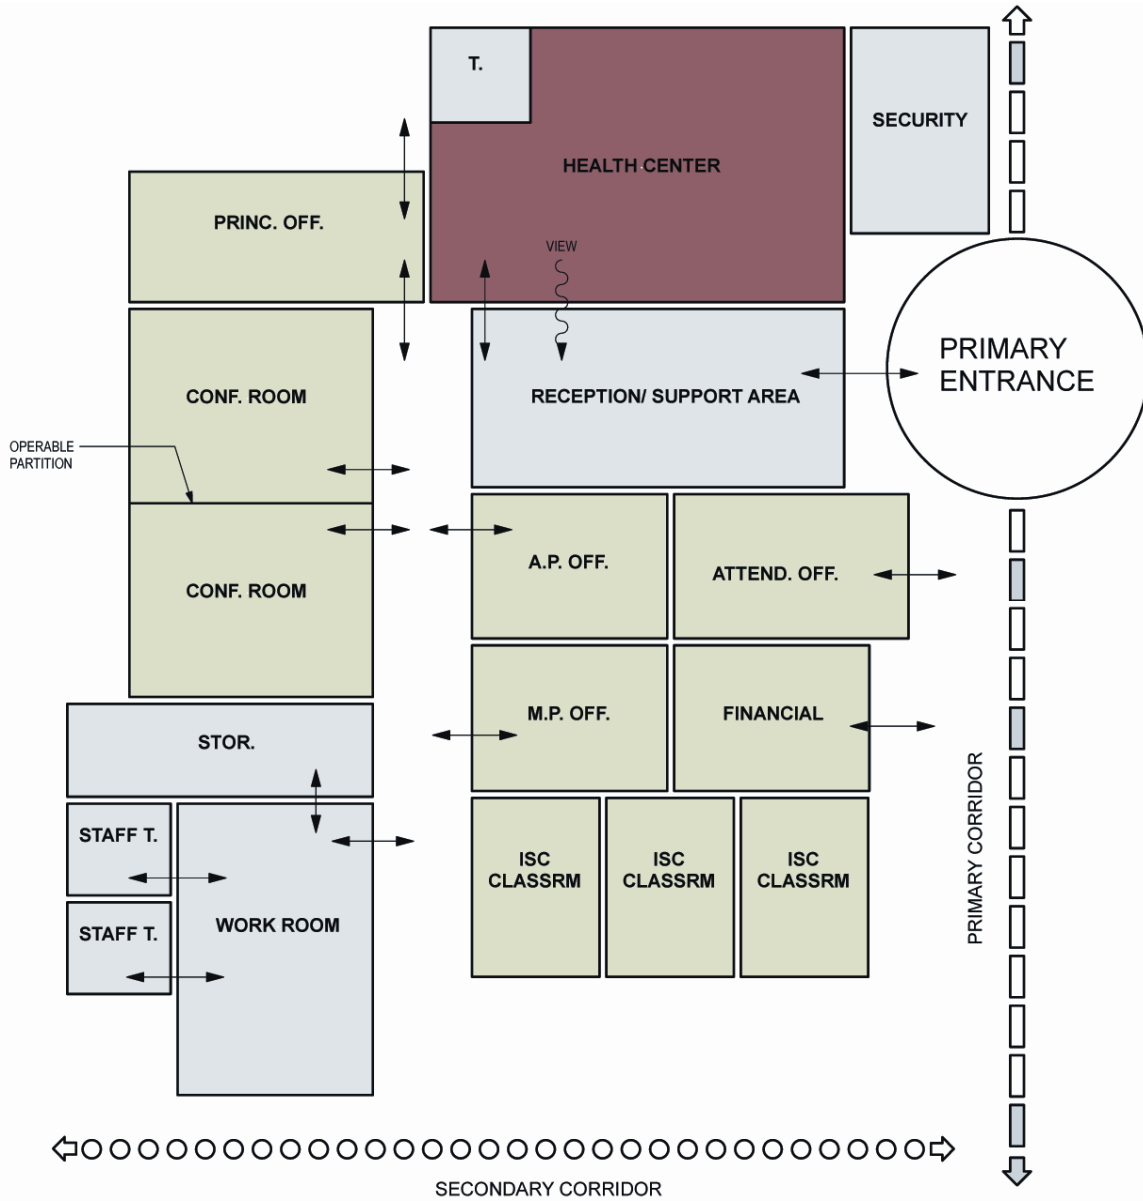 T.
SECURITY
HEALTH CENTER
PRINC. OFF.
VIEW
PRIMARY
ENTRANCE
CONF. ROOM
RECEPTION/ SUPPORT AREA
OPERABLE
PARTITION
A.P. OFF.
ATTEND. OFF.
CONF. ROOM
M.P. OFF.
FINANCIAL
STOR.
PRIMARY CORRIDOR
STAFF T.
ISC
CLASSRM
ISC
CLASSRM
ISC
CLASSRM
STAFF T.
WORK ROOM
SECONDARY CORRIDOR